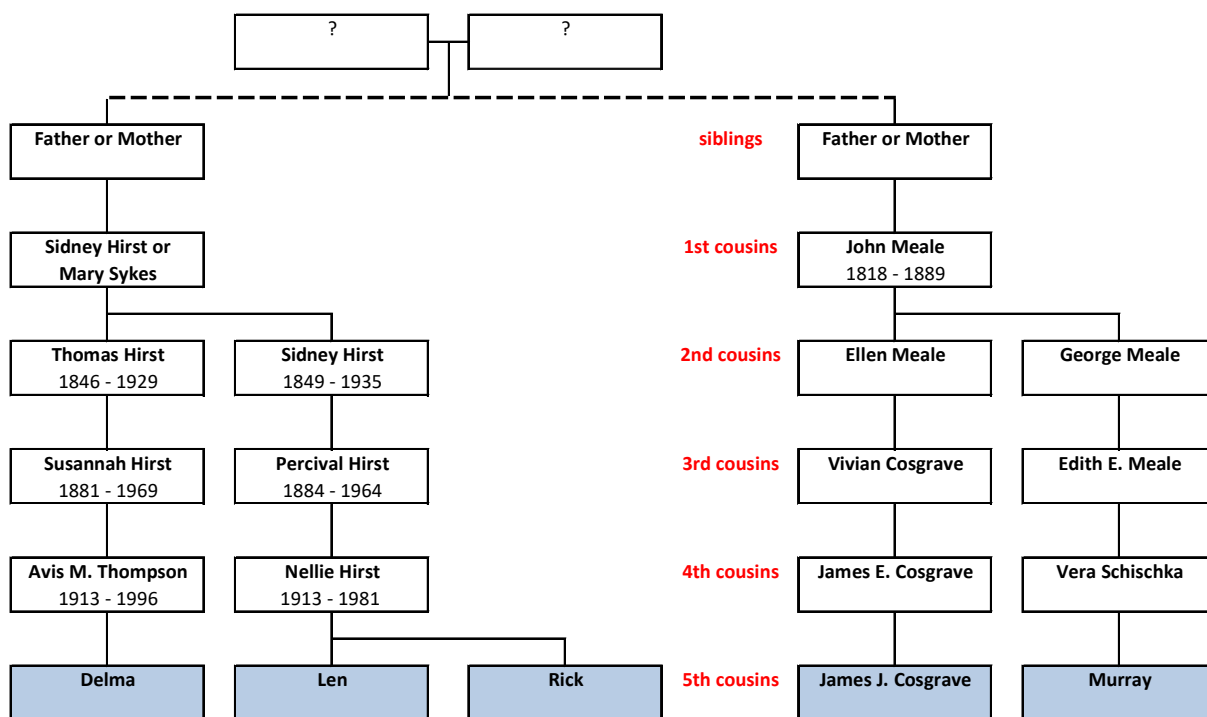 ?
?
Father or Mother
siblings
Father or Mother
Sidney Hirst or
Mary Sykes
1st cousins
John Meale
1818 - 1889
Thomas Hirst
1846 - 1929
Sidney Hirst
1849 - 1935
2nd cousins
Ellen Meale
George Meale
Susannah Hirst
1881 - 1969
Percival Hirst
1884 - 1964
3rd cousins
Vivian Cosgrave
Edith E. Meale
Avis M. Thompson
1913 - 1996
Nellie Hirst
1913 - 1981
4th cousins
James E. Cosgrave
Vera Schischka
Delma
Len
Rick
5th cousins
James J. Cosgrave
Murray